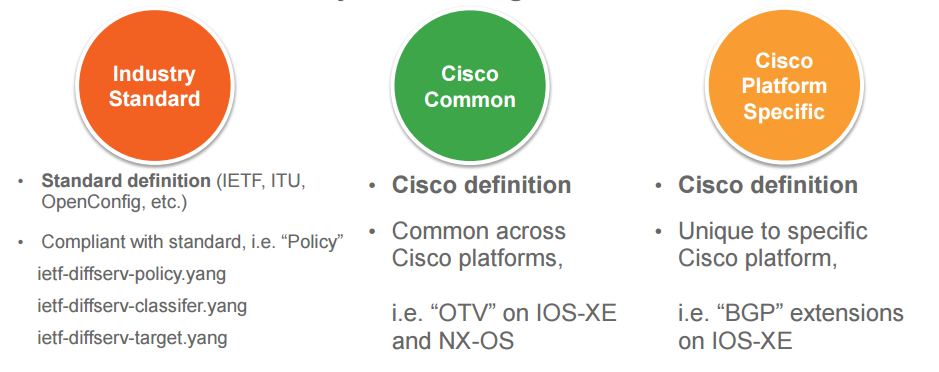 Industry
Standard
Cisco
Common
Cisco
Platform
Specific
• Standard definition (IETF, ITU,
OpenConfig, etc.)
• Compliant with standard, i.e. “Policy”
ietf-diffserv-policy.yang
ietf-diffserv-classifer.yang
ietf-diffserv-target.yang
• Cisco definition
• Common across
Cisco platforms,
i.e. “OTV” on IOS-XE
and NX-OS
• Cisco definition
• Unique to specific
Cisco platform,
i.e. “BGP” extensions
on IOS-XE